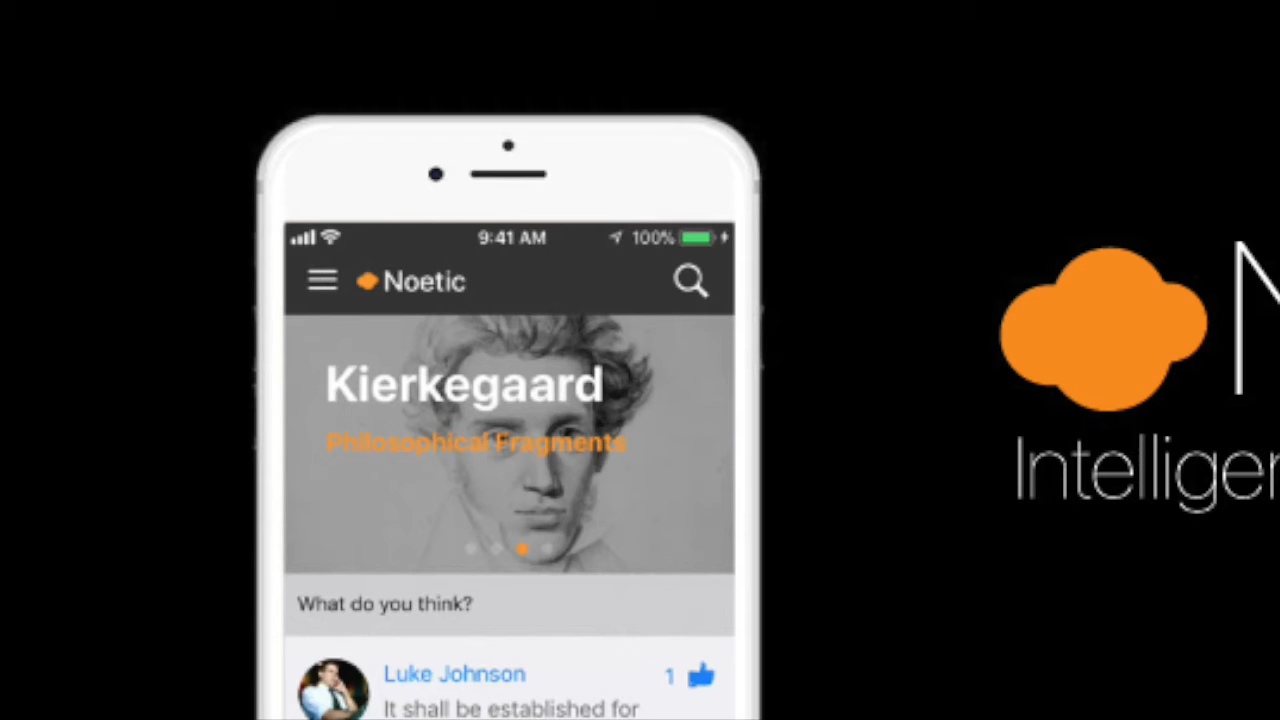 9:41 AM 100%
Noetic
Kierkegaard
Philosophical Fragments
What do you think?
Luke Johnson 1
It shall be established for
N
Intelligen